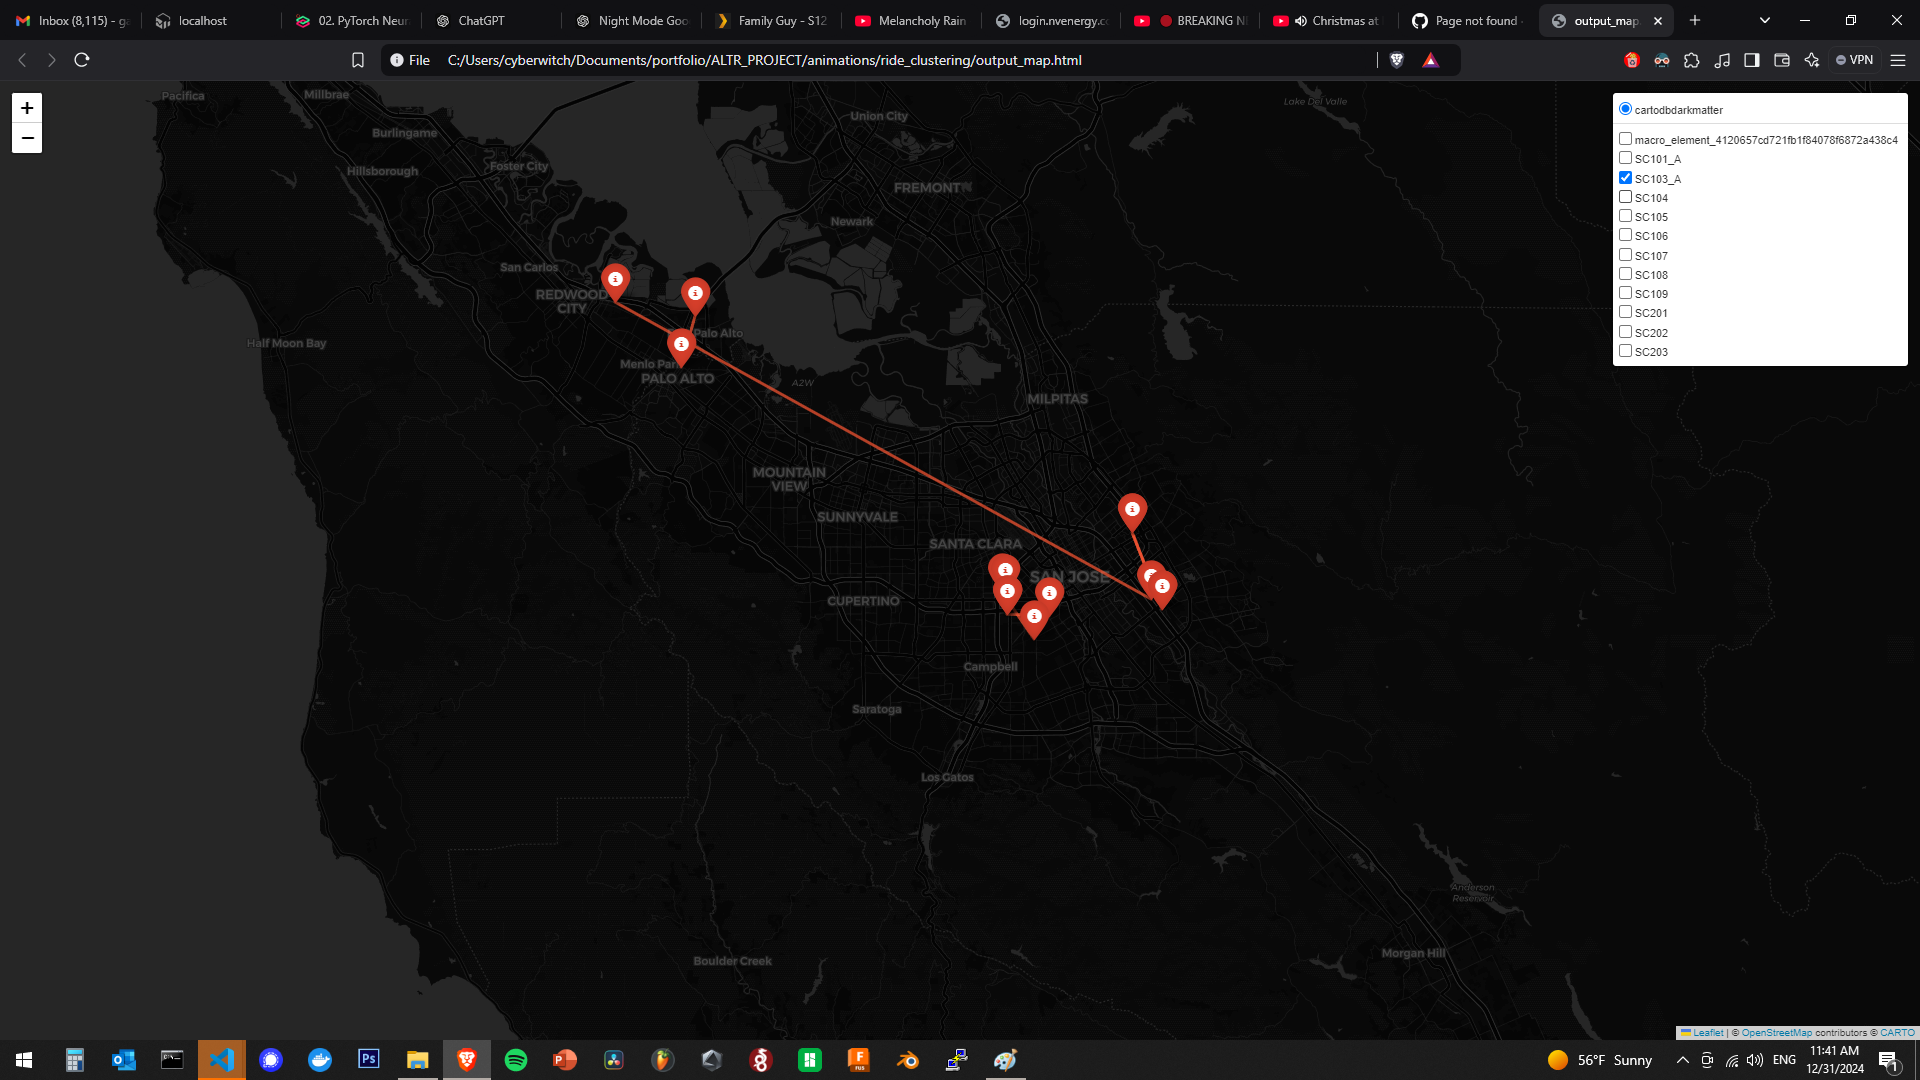 Inbox (8,115) - ga
localhost
02. PyTorch Neur
ChatGPT
Night Mode Goo
Family Guy - S12
Melancholy Rain
login.nvenergy.co
BREAKING N
Christmas at
Page not found ·
output_map.
File C:/Users/cyberwitch/Documents/portfolio/ALTR_PROJECT/animations/ride_clustering/output_map.html
VPN
+
−
cartodbdarkmatter
macro_element_4120657cd721fb1f84078f6872a438c4
SC101_A
SC103_A
SC104
SC105
SC106
SC107
SC108
SC109
SC201
SC202
SC203
Pacifica
Millbrae
Burlingame
Hillsborough
Foster City
Union City
Lake Del Valle
FREMONT
Newark
San Carlos
REDWOOD
CITY
Half Moon Bay
Palo Alto
Menlo Park
PALO ALTO
A2W
MILPITAS
MOUNTAIN
VIEW
SUNNYVALE
SANTA CLARA
SAN JOSE
CUPERTINO
Campbell
Saratoga
Los Gatos
Anderson
Reservoir
Morgan Hill
Boulder Creek
Leaflet | © OpenStreetMap contributors © CARTO
Ps
56°F Sunny
ENG
11:41 AM
12/31/2024
1